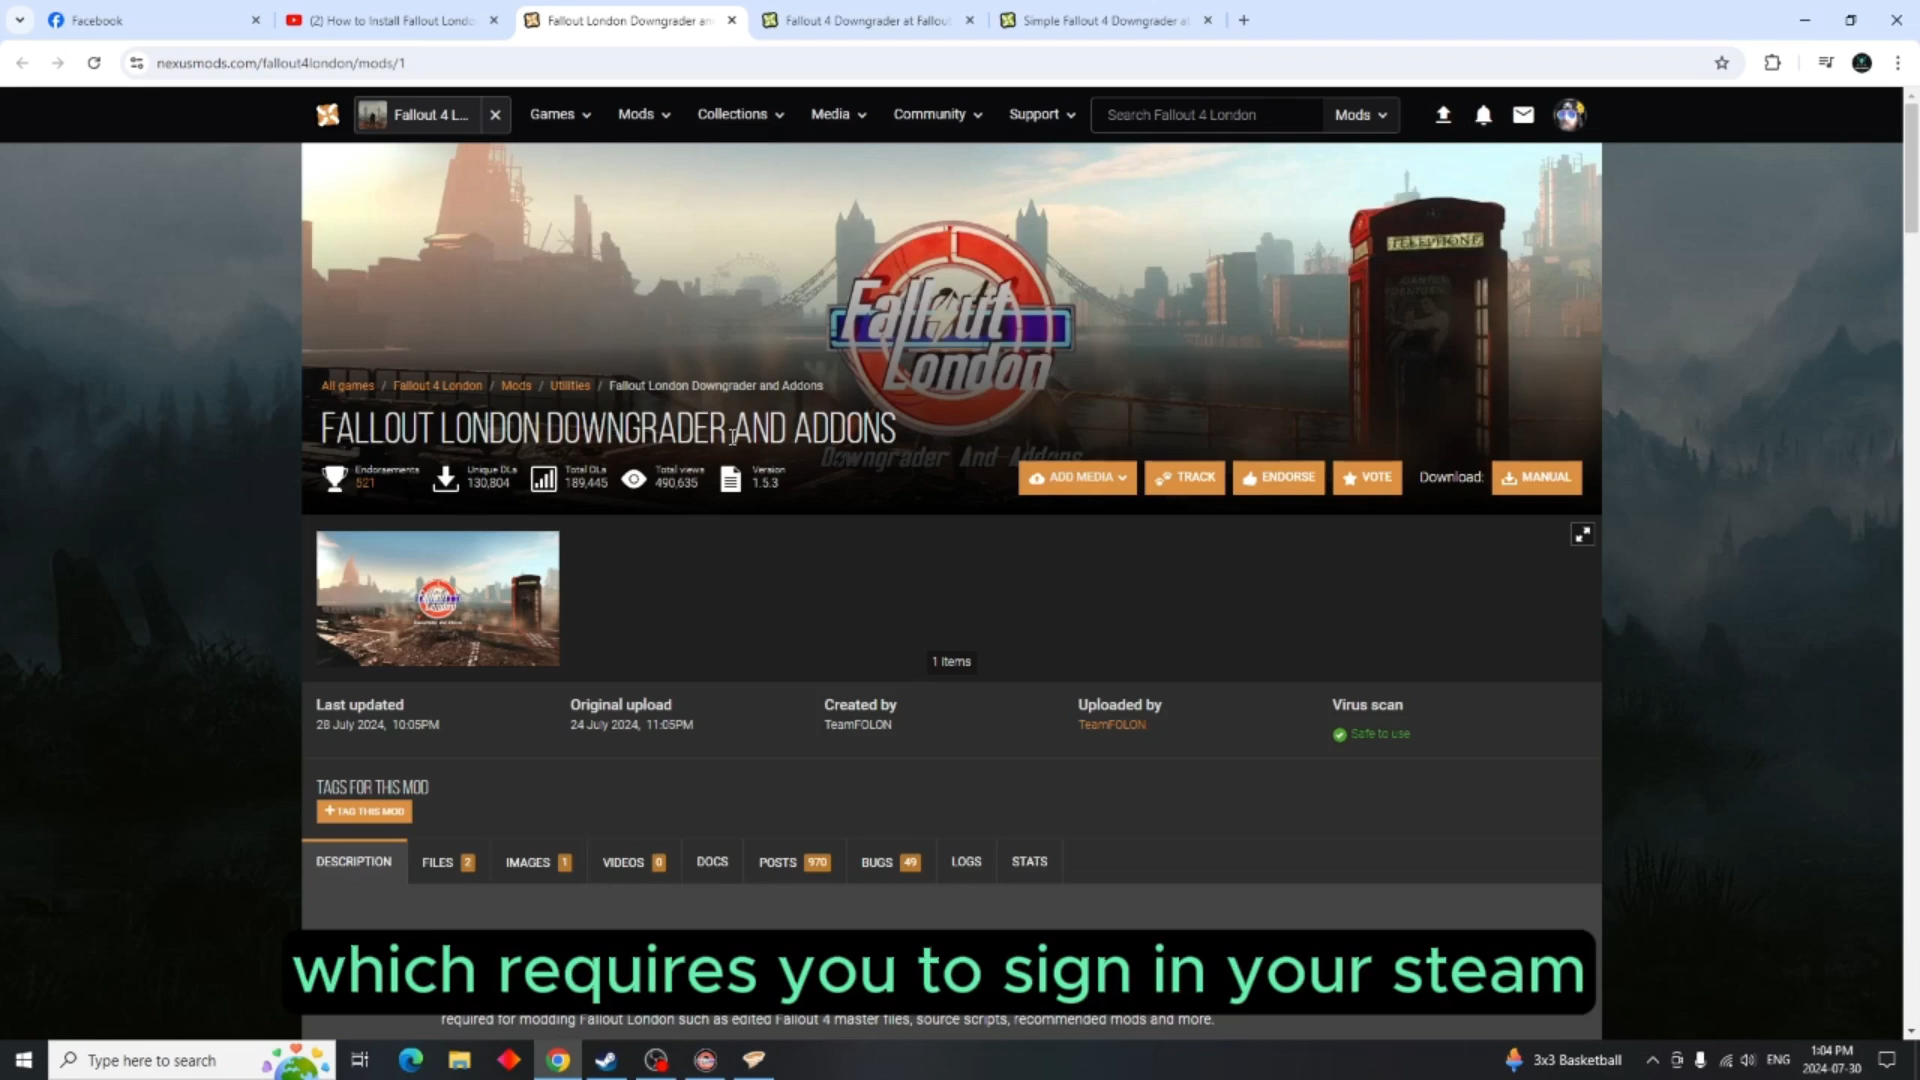 Facebook
(2) How to Install Fallout Londo
Fallout London Downgrader an
Fallout 4 Downgrader at Fallout
Simple Fallout 4 Downgrader at
nexusmods.com/fallout4london/mods/1
Fallout 4 L...
Games
Mods
Collections
Media
Community
Support
Search Fallout 4 London
Mods
TELEPHONE
Fallout
London
Downgrader And Addons
All games / Fallout 4 London / Mods / Utilities / Fallout London Downgrader and Addons
FALLOUT LONDON DOWNGRADER AND ADDONS
Endorsements
521
Unique DLs
130,804
Total DLs
189,445
Total views
490,635
Version
1.5.3
ADD MEDIA
TRACK
ENDORSE
VOTE
Download:
MANUAL
1 Items
Last updated
28 July 2024, 10:05PM
Original upload
24 July 2024, 11:05PM
Created by
TeamFOLON
Uploaded by
TeamFOLON
Virus scan
Safe to use
TAGS FOR THIS MOD
+ TAG THIS MOD
DESCRIPTION
FILES 2
IMAGES 1
VIDEOS 0
DOCS
POSTS 970
BUGS 49
LOGS
STATS
which requires you to sign in your steam
required for modding Fallout London such as edited Fallout 4 master files, source scripts, recommended mods and more.
Type here to search
3x3 Basketball
ENG
1:04 PM
2024-07-30